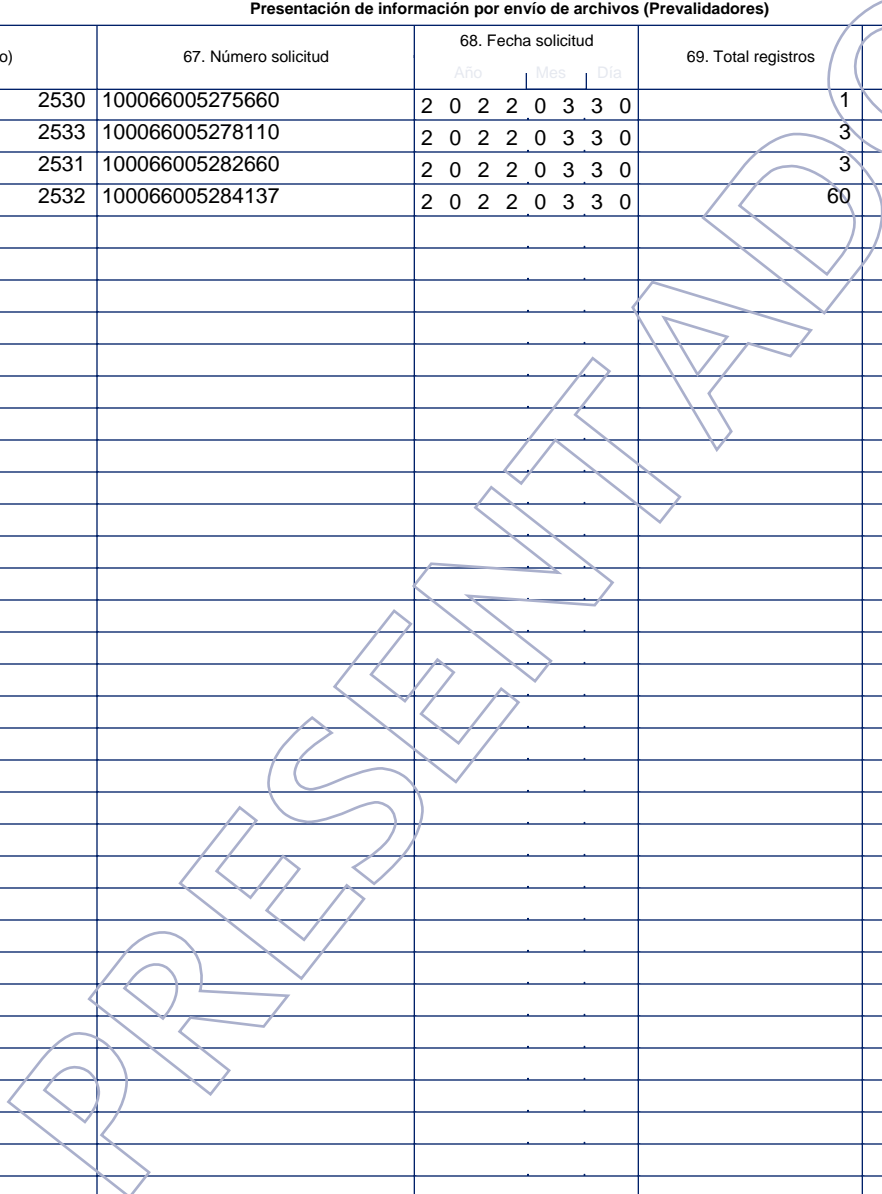 Presentación de información por envío de archivos (Prevalidadores)
o) 67. Número solicitud 68. Fecha solicitud 69. Total registros
Año Mes Día
2530 100066005275660 2 0 2 2 0 3 3 0 1
2533 100066005278110 2 0 2 2 0 3 3 0 3
2531 100066005282660 2 0 2 2 0 3 3 0 3
2532 100066005284137 2 0 2 2 0 3 3 0 60
PRESENTADO